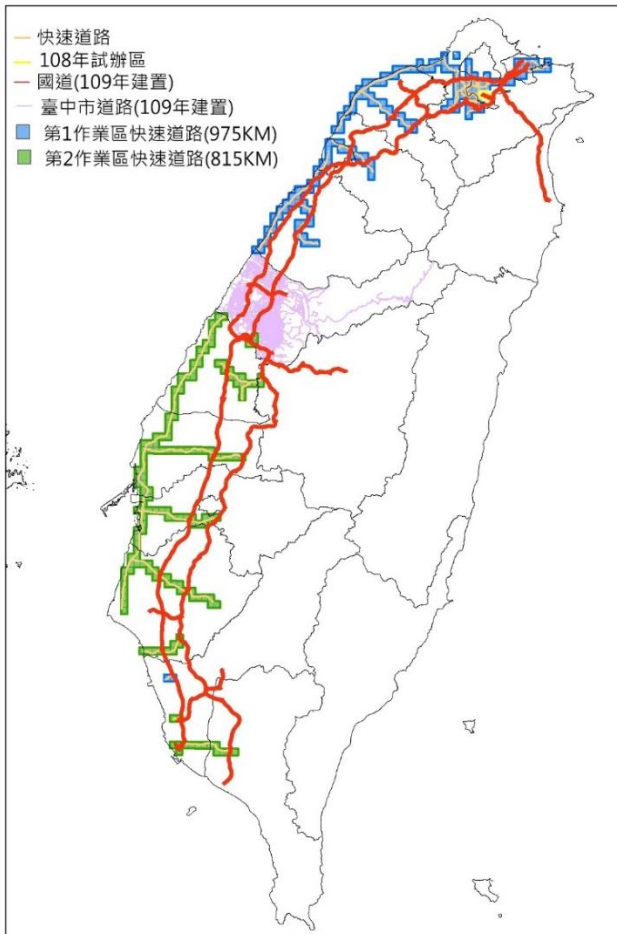 快速道路
108年試辦區
國道(109年建置)
臺中市道路(109年建置)
第1作業區快速道路(975KM)
第2作業區快速道路(815KM)